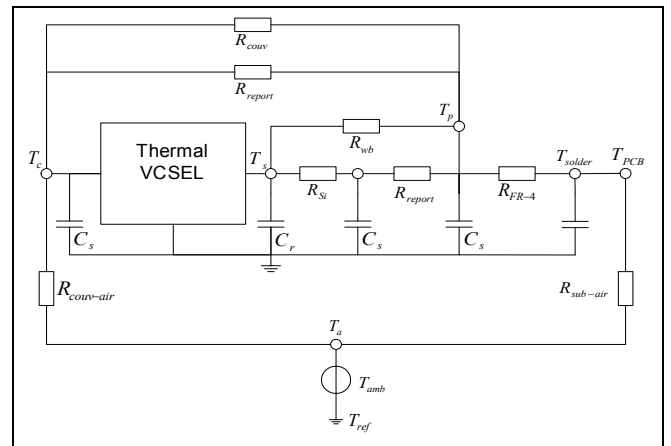 R_couv
R_report
T_p
R_wb
T_c
Thermal
VCSEL
T_s
T_solder
T_PCB
R_Si
R_report
R_FR-4
C_s
C_r
C_s
C_s
R_couv-air
R_sub-air
T_a
T_amb
T_ref